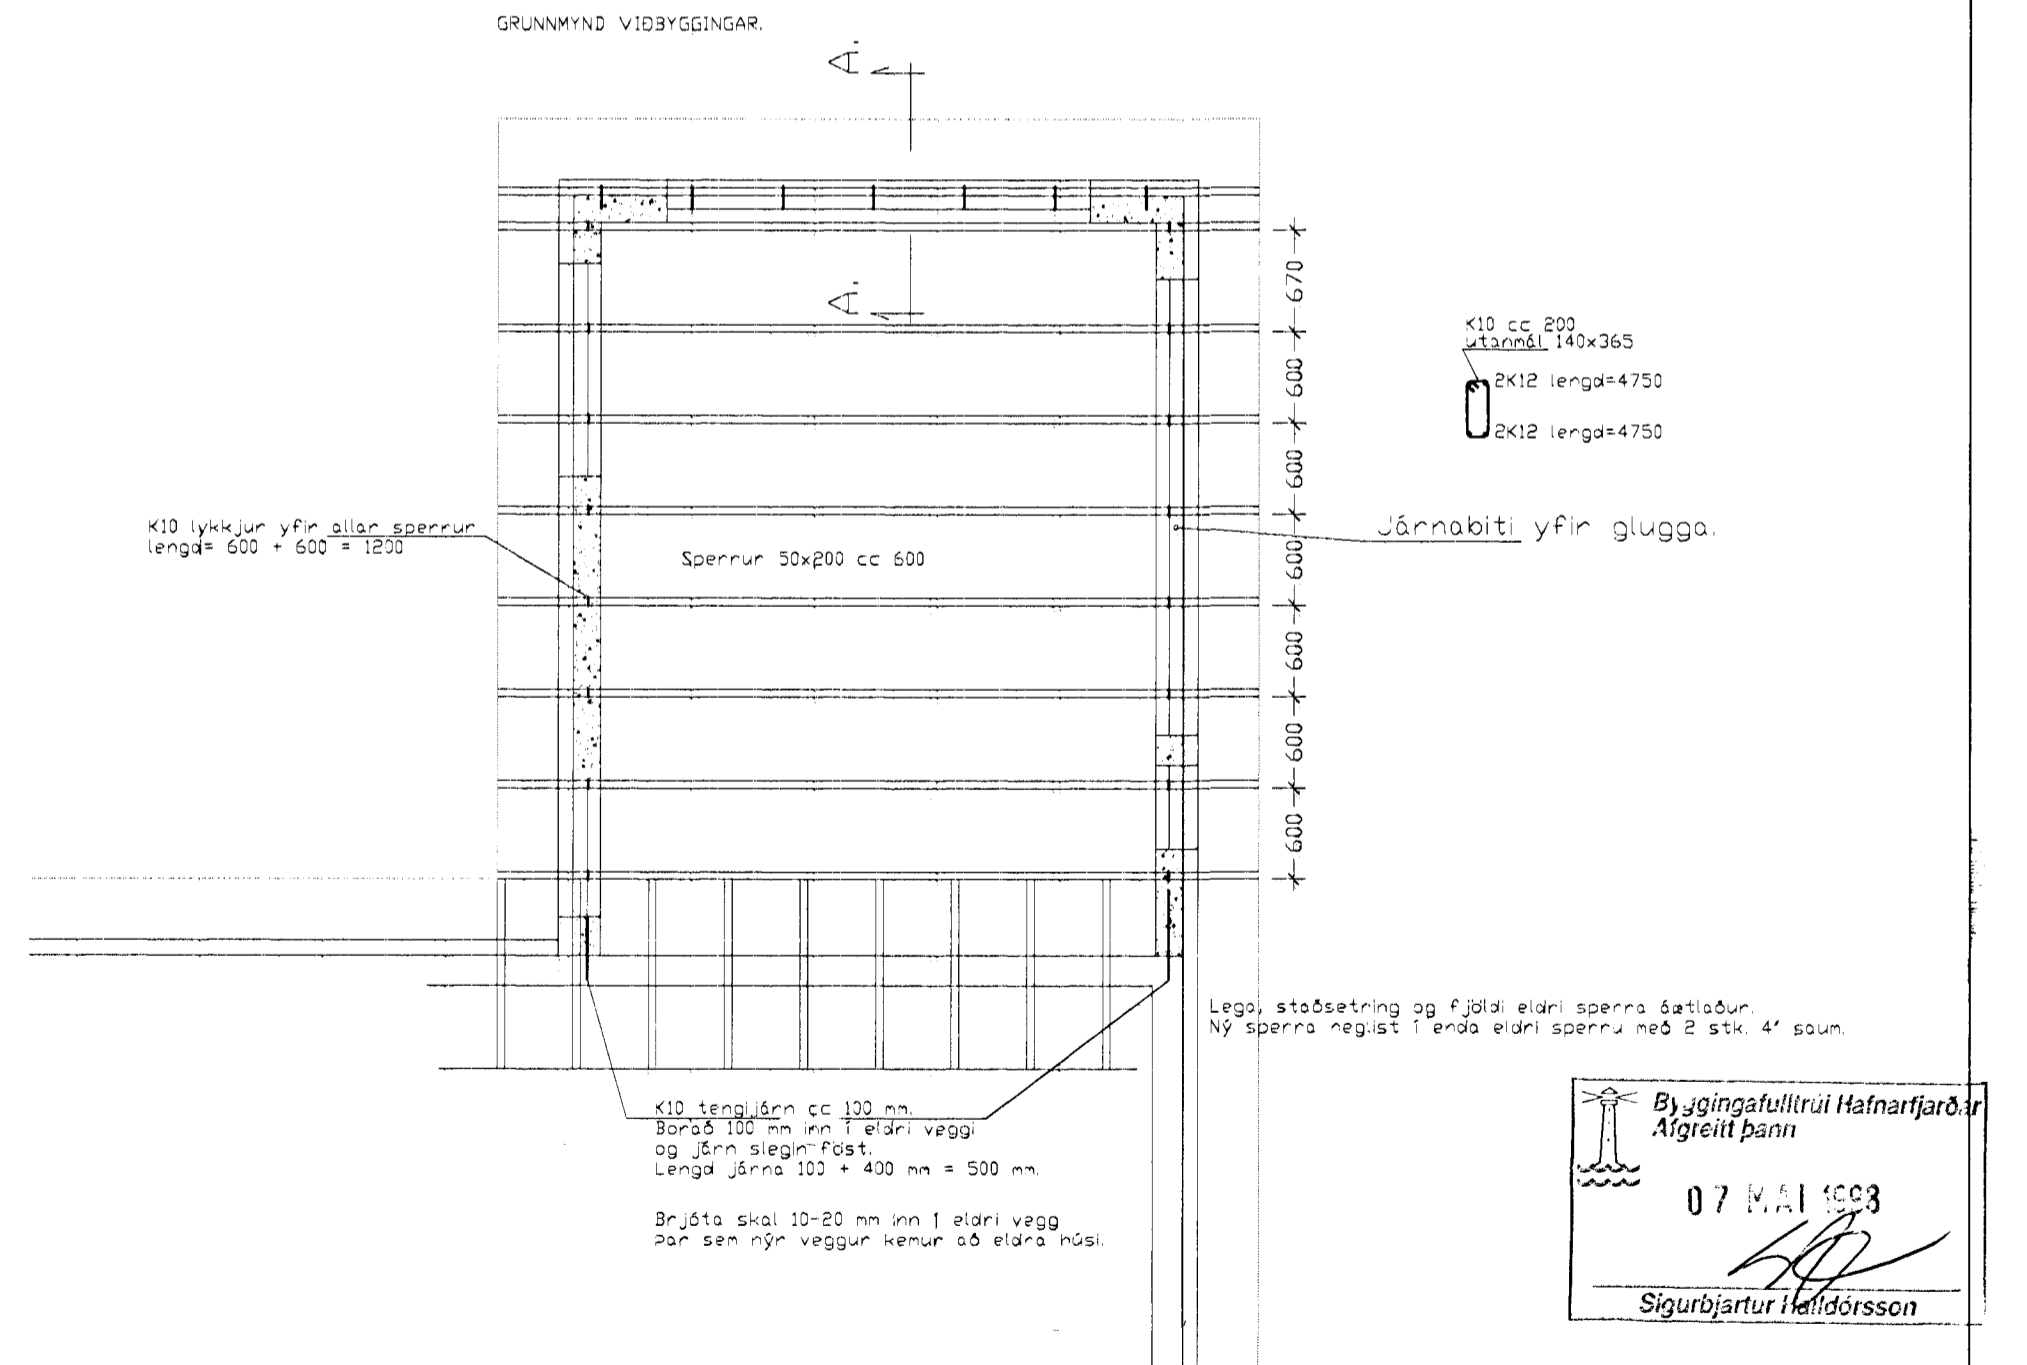 GRUNNMYND VIÐBYGGINGAR.
A
A
670
600
600
600
600
600
600
K10 cc 200
utanmál 140x365
2K12 lengd=4750
2K12 lengd=4750
K10 lykkjur yfir allar sperrur
lengd= 600 + 600 = 1200
Sperrur 50x200 cc 600
Járnabiti yfir glugga.
Lega, staðsetning og fjöldi eldri sperra áætlaður.
Ný sperra neglist í enda eldri sperru með 2 stk. 4" saum.
K10 tengijárn cc 100 mm.
Borað 100 mm inn í eldri veggi
og járn slegin föst.
Lengd járna 100 + 400 mm = 500 mm.
Brjóta skal 10-20 mm inn í eldri vegg
Þar sem nýr veggur kemur að eldra húsi.
Byggingafulltrúi Hafnarfjarðar
Afgreitt þann
07 MAI 1998
Sigurbjartur Halldórsson